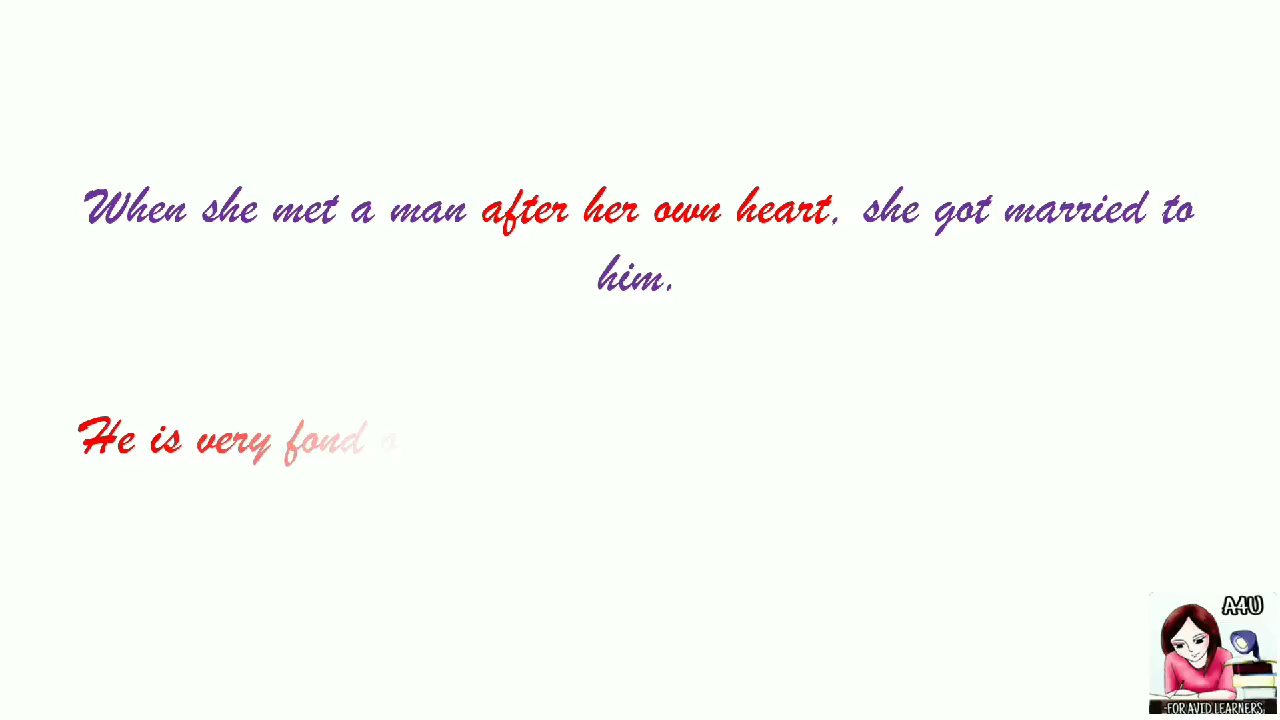 When she met a man after her own heart, she got married to
him.
He is very fond o
A4U
-FOR AVID LEARNERS